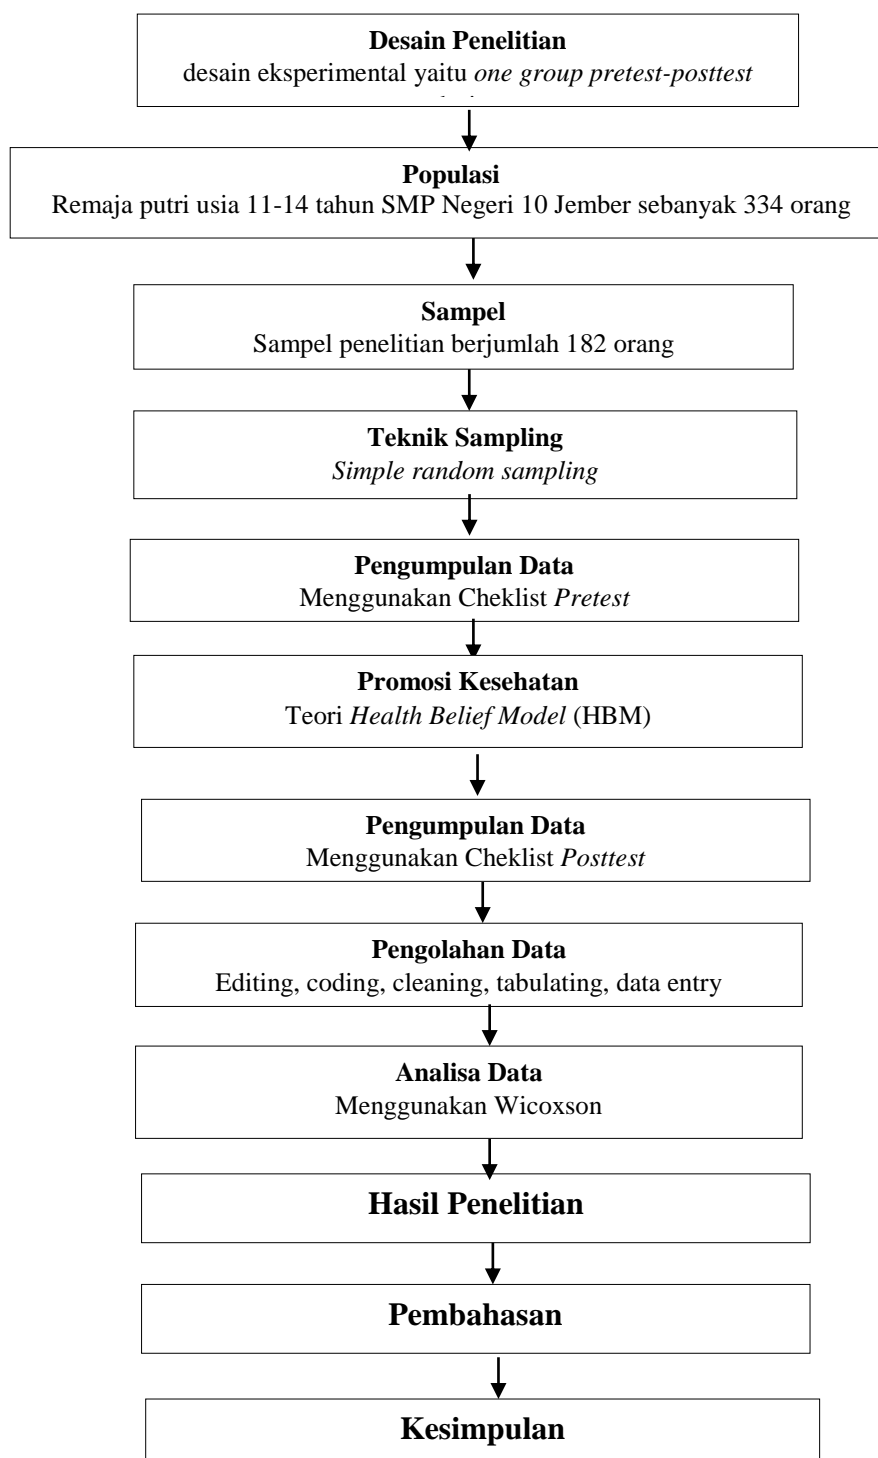 Desain Penelitian
desain eksperimental yaitu one group pretest-posttest
Populasi
Remaja putri usia 11-14 tahun SMP Negeri 10 Jember sebanyak 334 orang
Sampel
Sampel penelitian berjumlah 182 orang
Teknik Sampling
Simple random sampling
Pengumpulan Data
Menggunakan Cheklist Pretest
Promosi Kesehatan
Teori Health Belief Model (HBM)
Pengumpulan Data
Menggunakan Cheklist Posttest
Pengolahan Data
Editing, coding, cleaning, tabulating, data entry
Analisa Data
Menggunakan Wicoxson
Hasil Penelitian
Pembahasan
Kesimpulan